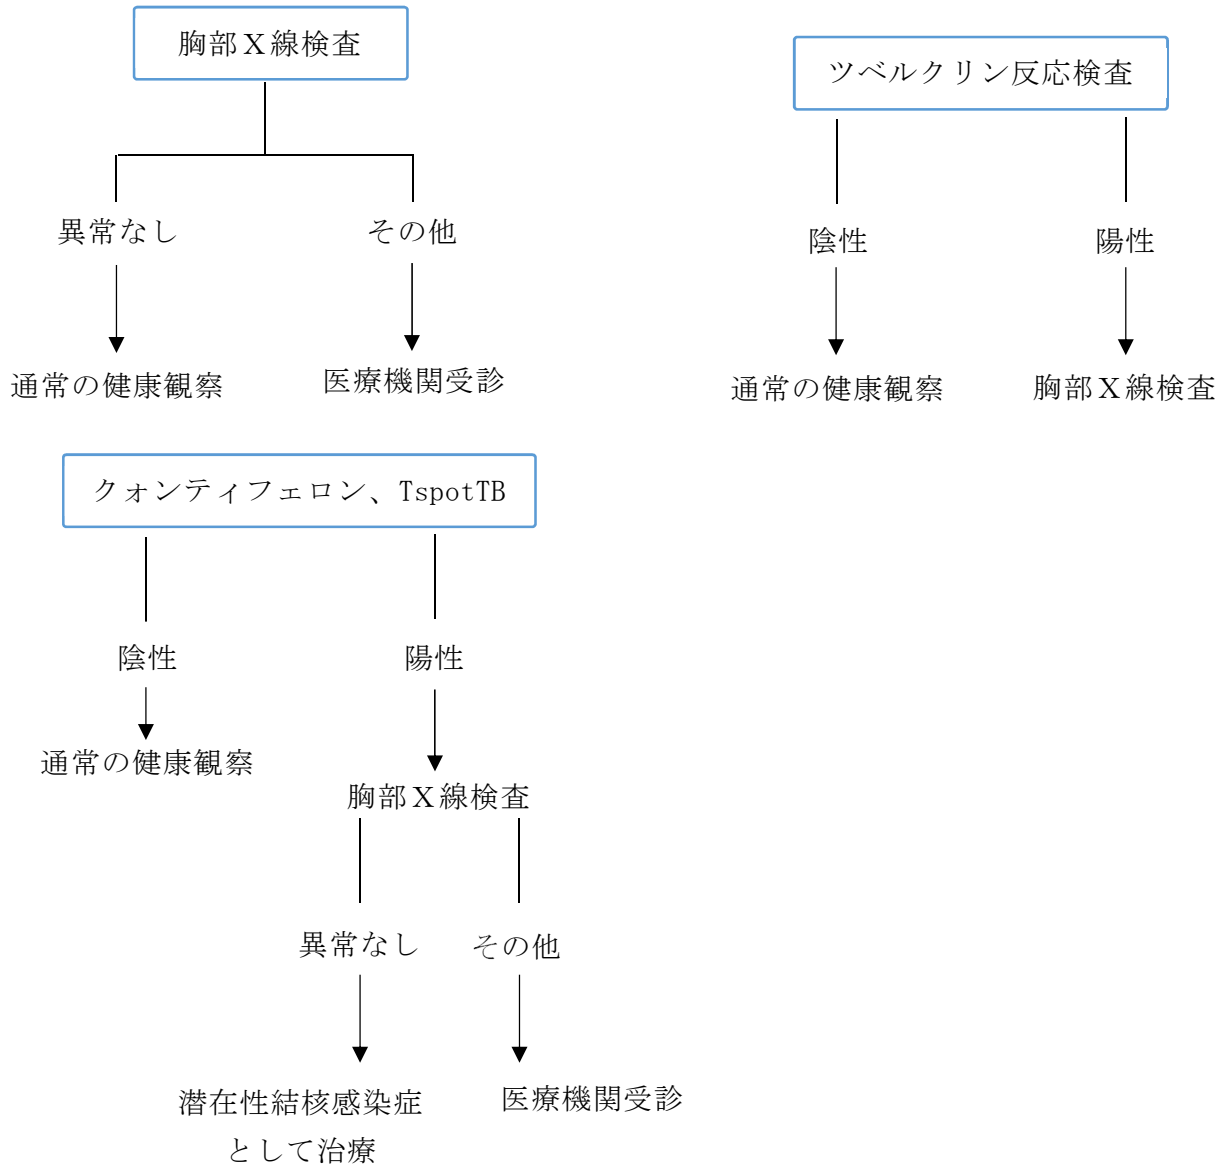 胸部Ｘ線検査
異常なし
その他
通常の健康観察
医療機関受診
ツベルクリン反応検査
陰性
陽性
通常の健康観察
胸部Ｘ線検査
クォンティフェロン、TspotTB
陰性
陽性
通常の健康観察
胸部Ｘ線検査
異常なし
その他
潜在性結核感染症
として治療
医療機関受診